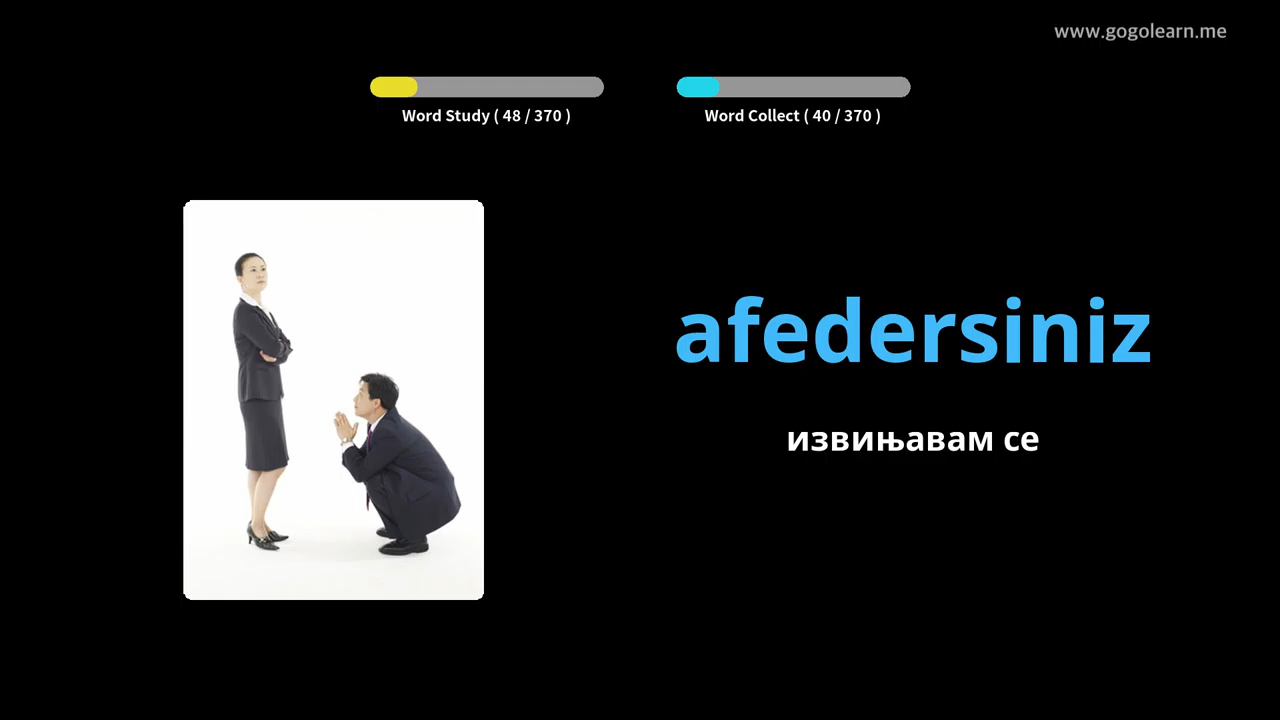 www.gogolearn.me
Word Study ( 48 / 370 )
Word Collect ( 40 / 370 )
afedersiniz
извињавам се